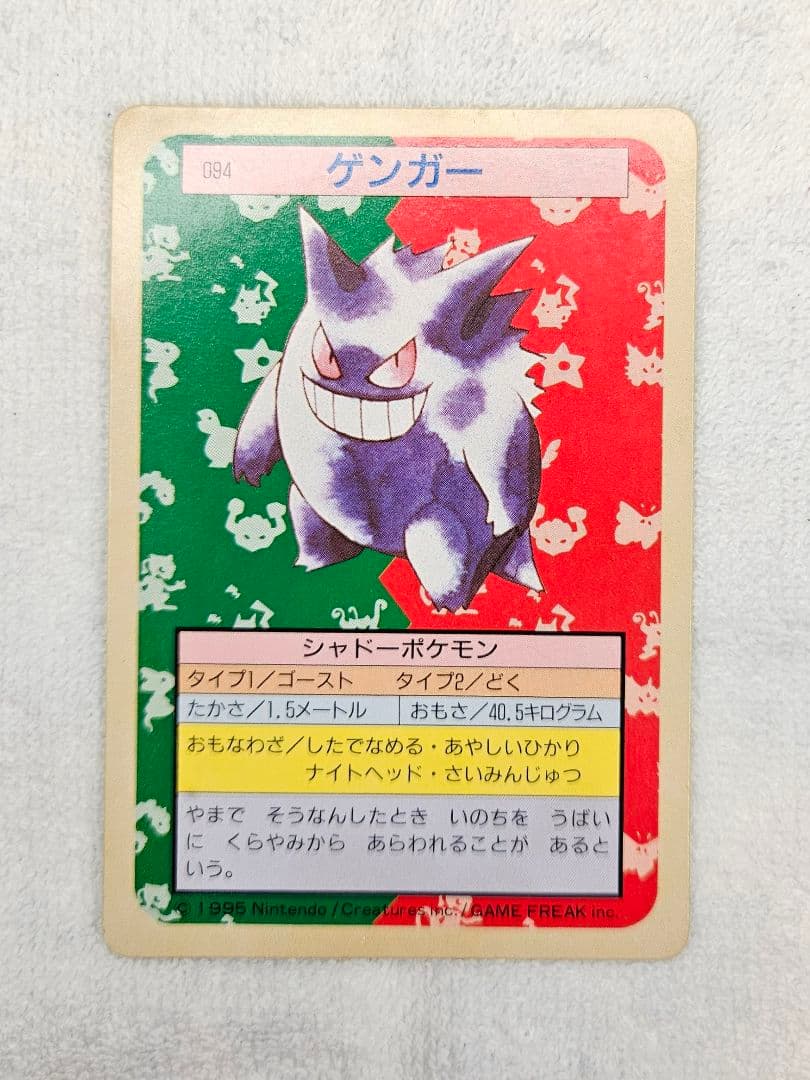 094 ゲンガー
シャドーポケモン
タイプ1/ゴースト タイプ2/どく
たかさ/1.5メートル おもさ/40.5キログラム
おもなわざ/したでなめる・あやしいひかり
ナイトヘッド・さいみんじゅつ
やまで そうなんしたとき いのちを うばい
に くらやみから あらわれることが あると
いう。
© 1995 Nintendo/Creatures inc./GAME FREAK inc.